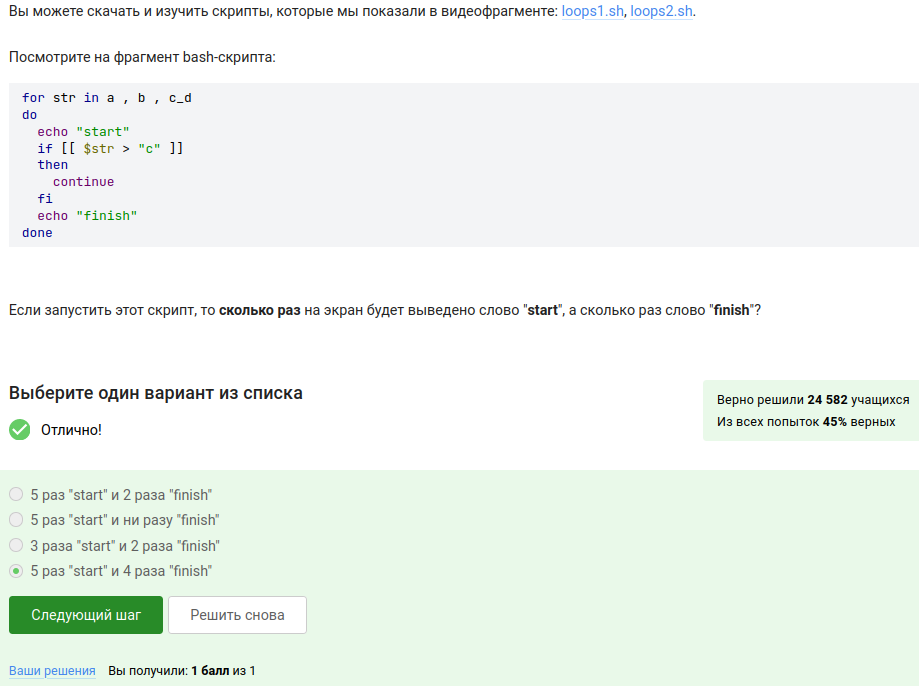 Вы можете скачать и изучить скрипты, которые мы показали в видеофрагменте: loops1.sh, loops2.sh.
Посмотрите на фрагмент bash-скрипта:
for str in a , b , c_d
do
  echo "start"
  if [[ $str > "c" ]]
  then
    continue
  fi
  echo "finish"
done
Если запустить этот скрипт, то сколько раз на экран будет выведено слово "start", а сколько раз слово "finish"?
Выберите один вариант из списка
Отлично!
Верно решили 24 582 учащихся
Из всех попыток 45% верных
5 раз "start" и 2 раза "finish"
5 раз "start" и ни разу "finish"
3 раза "start" и 2 раза "finish"
5 раз "start" и 4 раза "finish"
Следующий шаг
Решить снова
Ваши решения Вы получили: 1 балл из 1